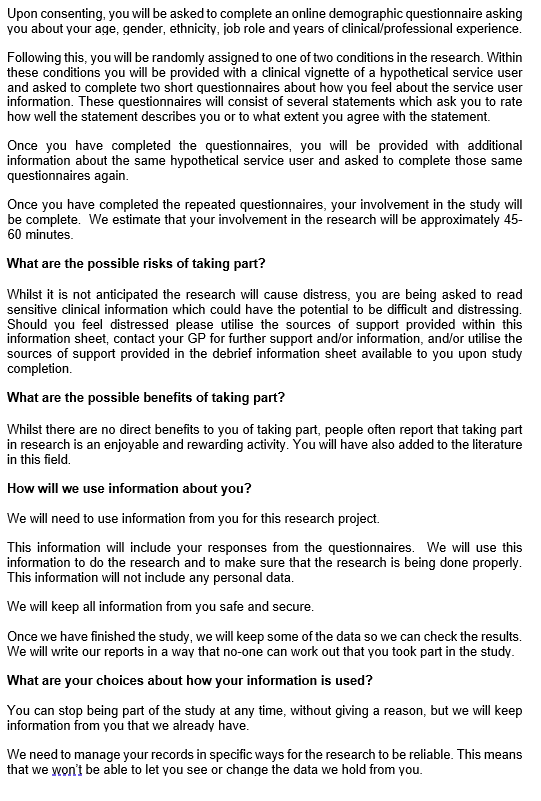 Upon consenting, you will be asked to complete an online demographic questionnaire asking
you about your age, gender, ethnicity, job role and years of clinical/professional experience.
Following this, you will be randomly assigned to one of two conditions in the research. Within
these conditions you will be provided with a clinical vignette of a hypothetical service user
and asked to complete two short questionnaires about how you feel about the service user
information. These questionnaires will consist of several statements which ask you to rate
how well the statement describes you or to what extent you agree with the statement.
Once you have completed the questionnaires, you will be provided with additional
information about the same hypothetical service user and asked to complete those same
questionnaires again.
Once you have completed the repeated questionnaires, your involvement in the study will
be complete.  We estimate that your involvement in the research will be approximately 45-
60 minutes.
What are the possible risks of taking part?
Whilst it is not anticipated the research will cause distress, you are being asked to read
sensitive clinical information which could have the potential to be difficult and distressing.
Should you feel distressed please utilise the sources of support provided within this
information sheet, contact your GP for further support and/or information, and/or utilise the
sources of support provided in the debrief information sheet available to you upon study
completion.
What are the possible benefits of taking part?
Whilst there are no direct benefits to you of taking part, people often report that taking part
in research is an enjoyable and rewarding activity. You will have also added to the literature
in this field.
How will we use information about you?
We will need to use information from you for this research project.
This information will include your responses from the questionnaires.  We will use this
information to do the research and to make sure that the research is being done properly.
This information will not include any personal data.
We will keep all information from you safe and secure.
Once we have finished the study, we will keep some of the data so we can check the results.
We will write our reports in a way that no-one can work out that you took part in the study.
What are your choices about how your information is used?
You can stop being part of the study at any time, without giving a reason, but we will keep
information from you that we already have.
We need to manage your records in specific ways for the research to be reliable. This means
that we won't be able to let you see or change the data we hold from you.